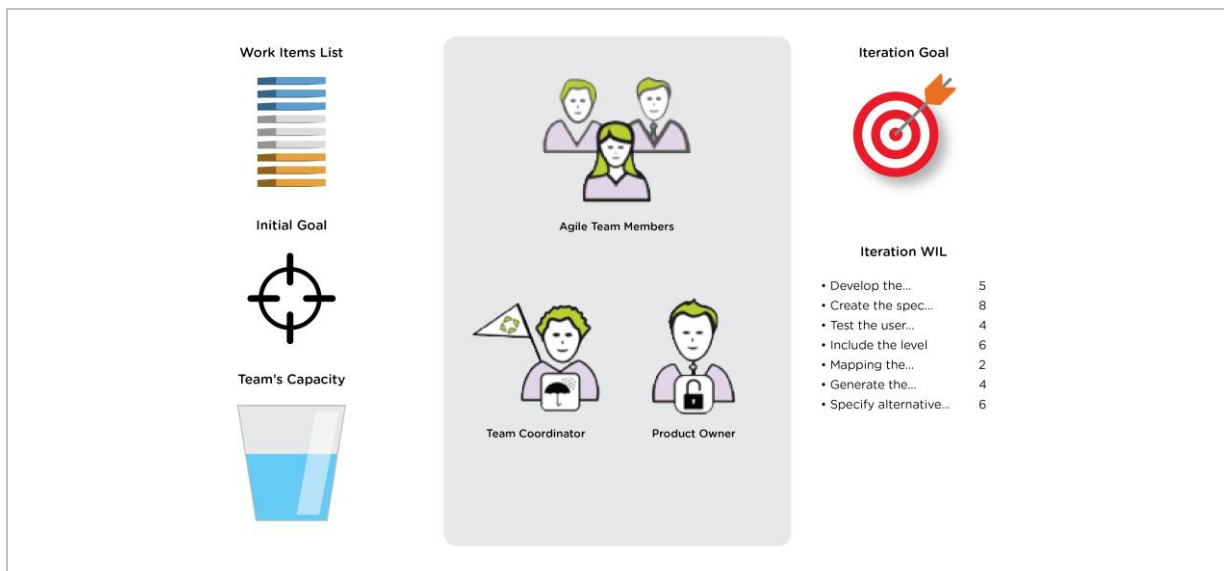 Work Items List
Initial Goal
Team's Capacity
Agile Team Members
Team Coordinator
Product Owner
Iteration Goal
Iteration WIL
• Develop the... 5
• Create the spec... 8
• Test the user... 4
• Include the level 6
• Mapping the... 2
• Generate the... 4
• Specify alternative... 6